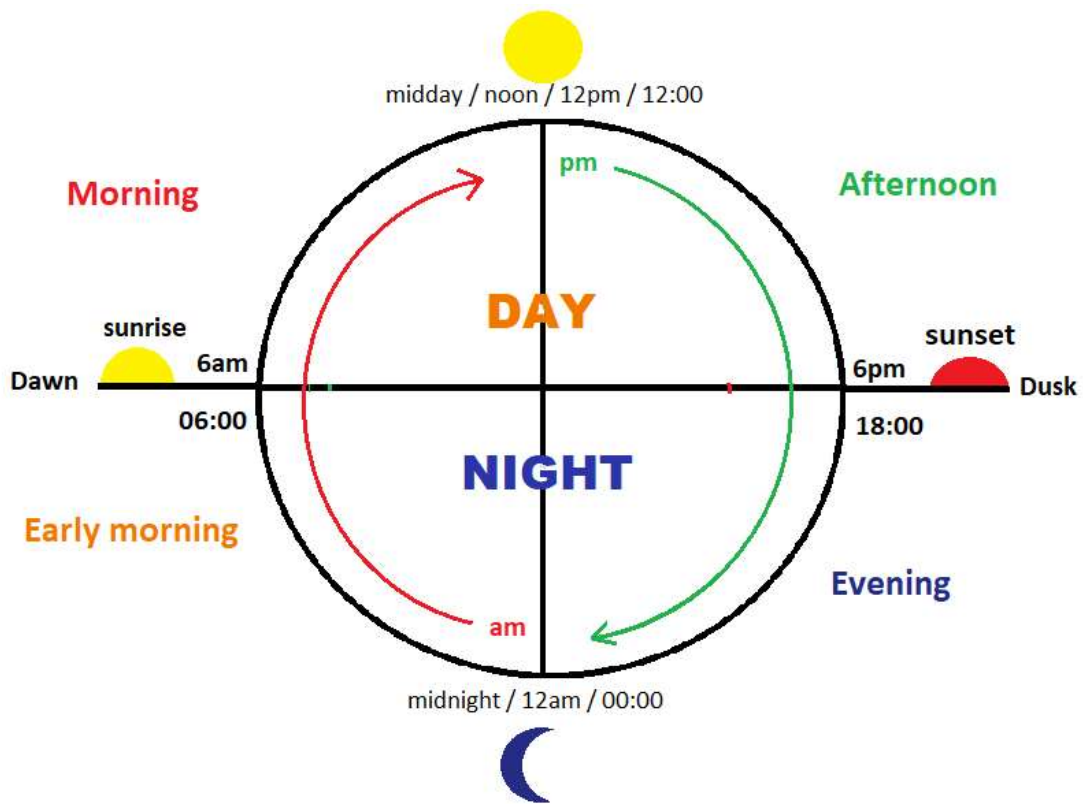 midday / noon / 12pm / 12:00
pm
Morning
Afternoon
DAY
sunrise
sunset
6am
6pm
Dawn
Dusk
06:00
18:00
NIGHT
Early morning
Evening
am
midnight / 12am / 00:00